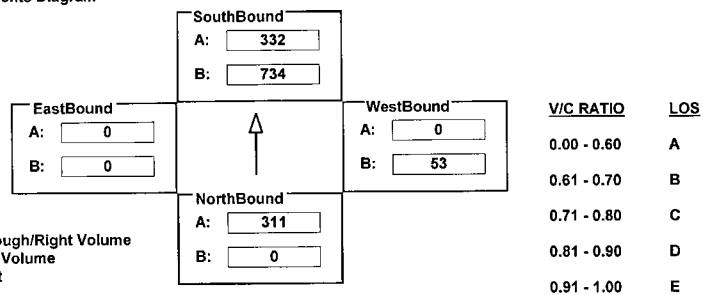 Diagram
SouthBound
A: 332
B: 734
EastBound
A: 0
B: 0
WestBound
A: 0
B: 53
NorthBound
A: 311
B: 0
V/C RATIO LOS
0.00 - 0.60 A
0.61 - 0.70 B
0.71 - 0.80 C
0.81 - 0.90 D
0.91 - 1.00 E
ough/Right Volume
Volume